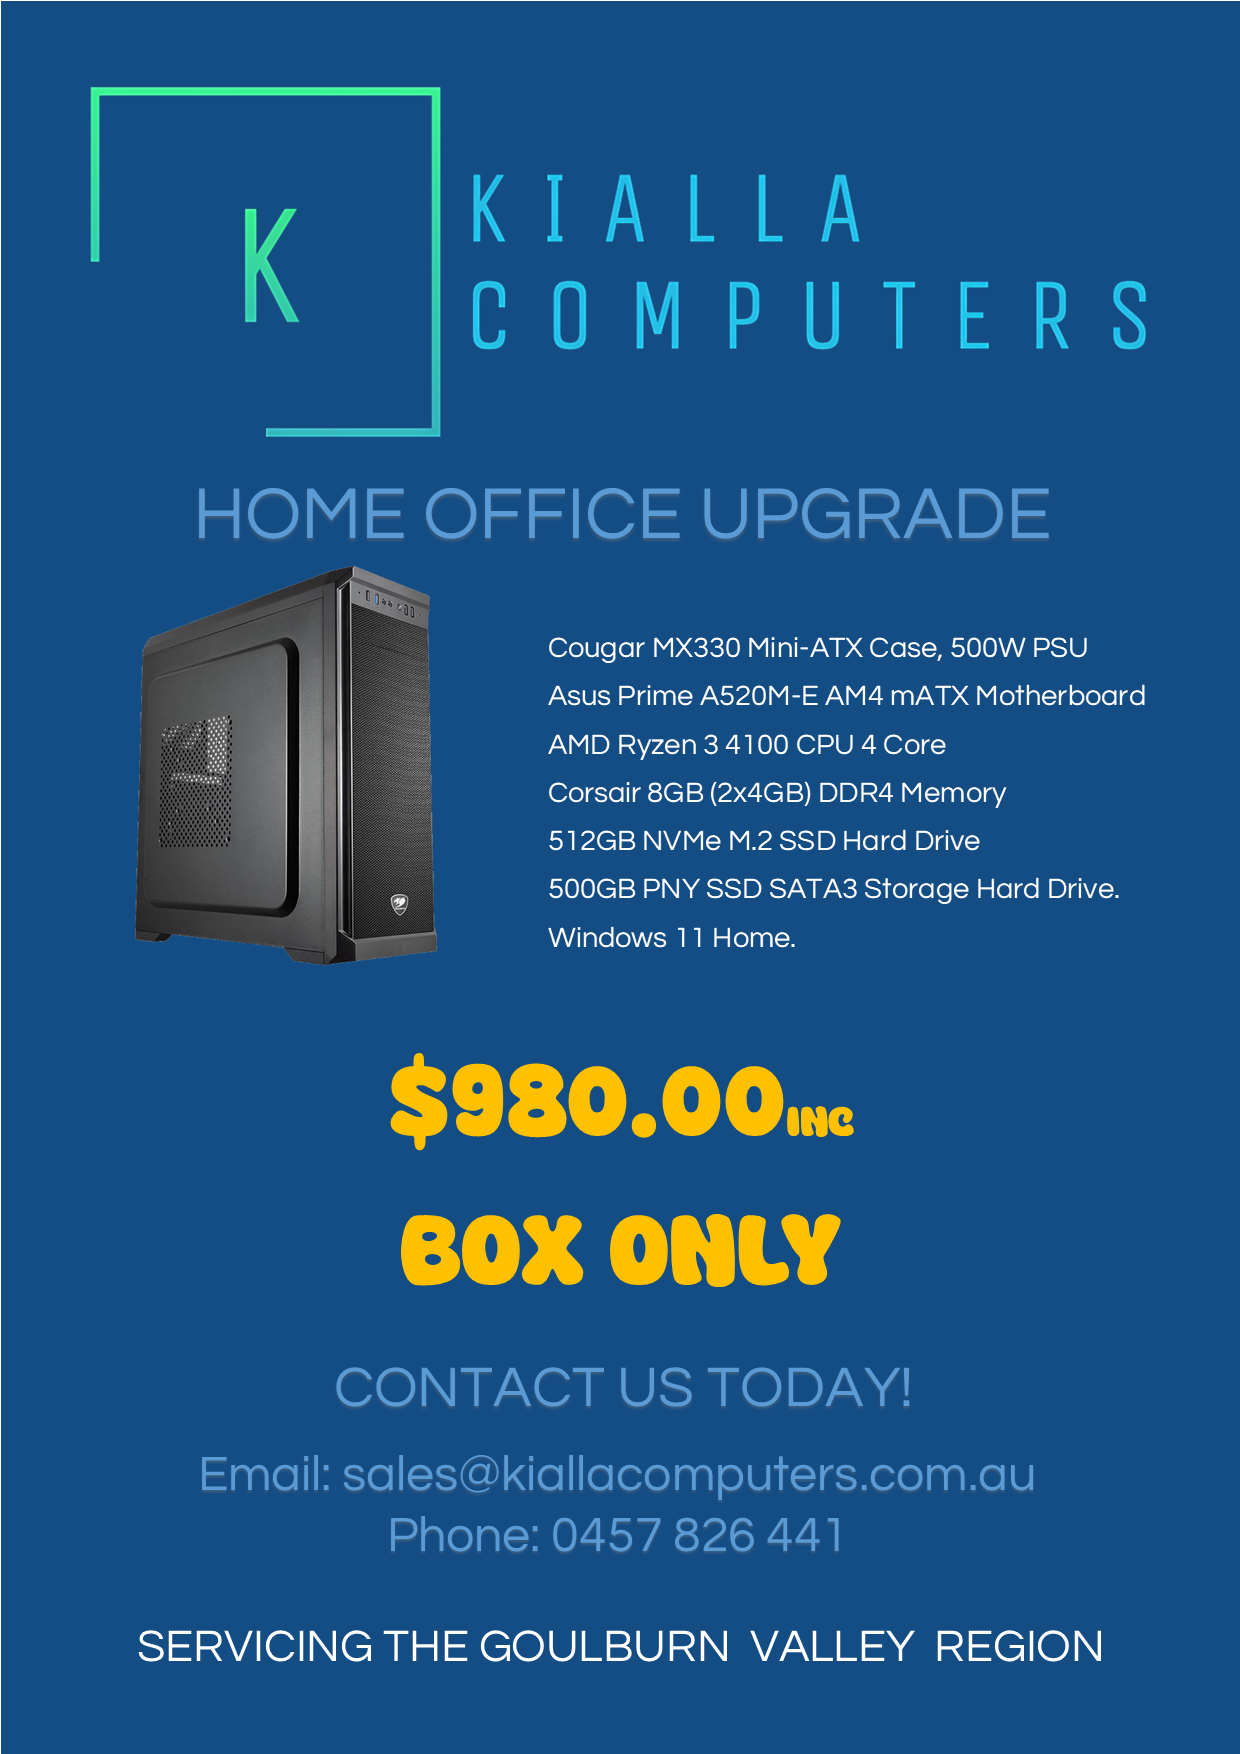 K
KIALLA
COMPUTERS
HOME OFFICE UPGRADE
Cougar MX330 Mini-ATX Case, 500W PSU
Asus Prime A520M-E AM4 mATX Motherboard
AMD Ryzen 3 4100 CPU 4 Core
Corsair 8GB (2x4GB) DDR4 Memory
512GB NVMe M.2 SSD Hard Drive
500GB PNY SSD SATA3 Storage Hard Drive.
Windows 11 Home.
$980.00INC
BOX ONLY
CONTACT US TODAY!
Email: sales@kiallacomputers.com.au
Phone: 0457 826 441
SERVICING THE GOULBURN VALLEY REGION